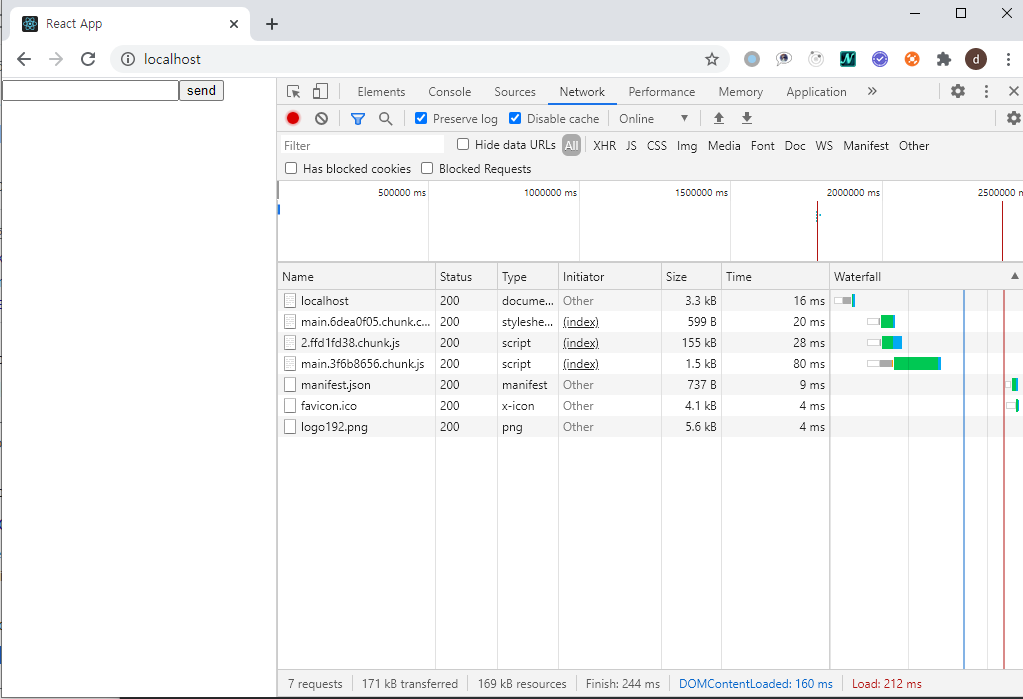 React App
localhost
send
Elements Console Sources Network Performance Memory Application »
Preserve log Disable cache Online
Filter Hide data URLs All XHR JS CSS Img Media Font Doc WS Manifest Other
Has blocked cookies Blocked Requests
500000 ms 1000000 ms 1500000 ms 2000000 ms 2500000 m
Name Status Type Initiator Size Time Waterfall
localhost 200 docume... Other 3.3 kB 16 ms
main.6dea0f05.chunk.c... 200 styleshe... (index) 599 B 20 ms
2.ffd1fd38.chunk.js 200 script (index) 155 kB 28 ms
main.3f6b8656.chunk.js 200 script (index) 1.5 kB 80 ms
manifest.json 200 manifest Other 737 B 9 ms
favicon.ico 200 x-icon Other 4.1 kB 4 ms
logo192.png 200 png Other 5.6 kB 4 ms
7 requests 171 kB transferred 169 kB resources Finish: 244 ms DOMContentLoaded: 160 ms Load: 212 ms